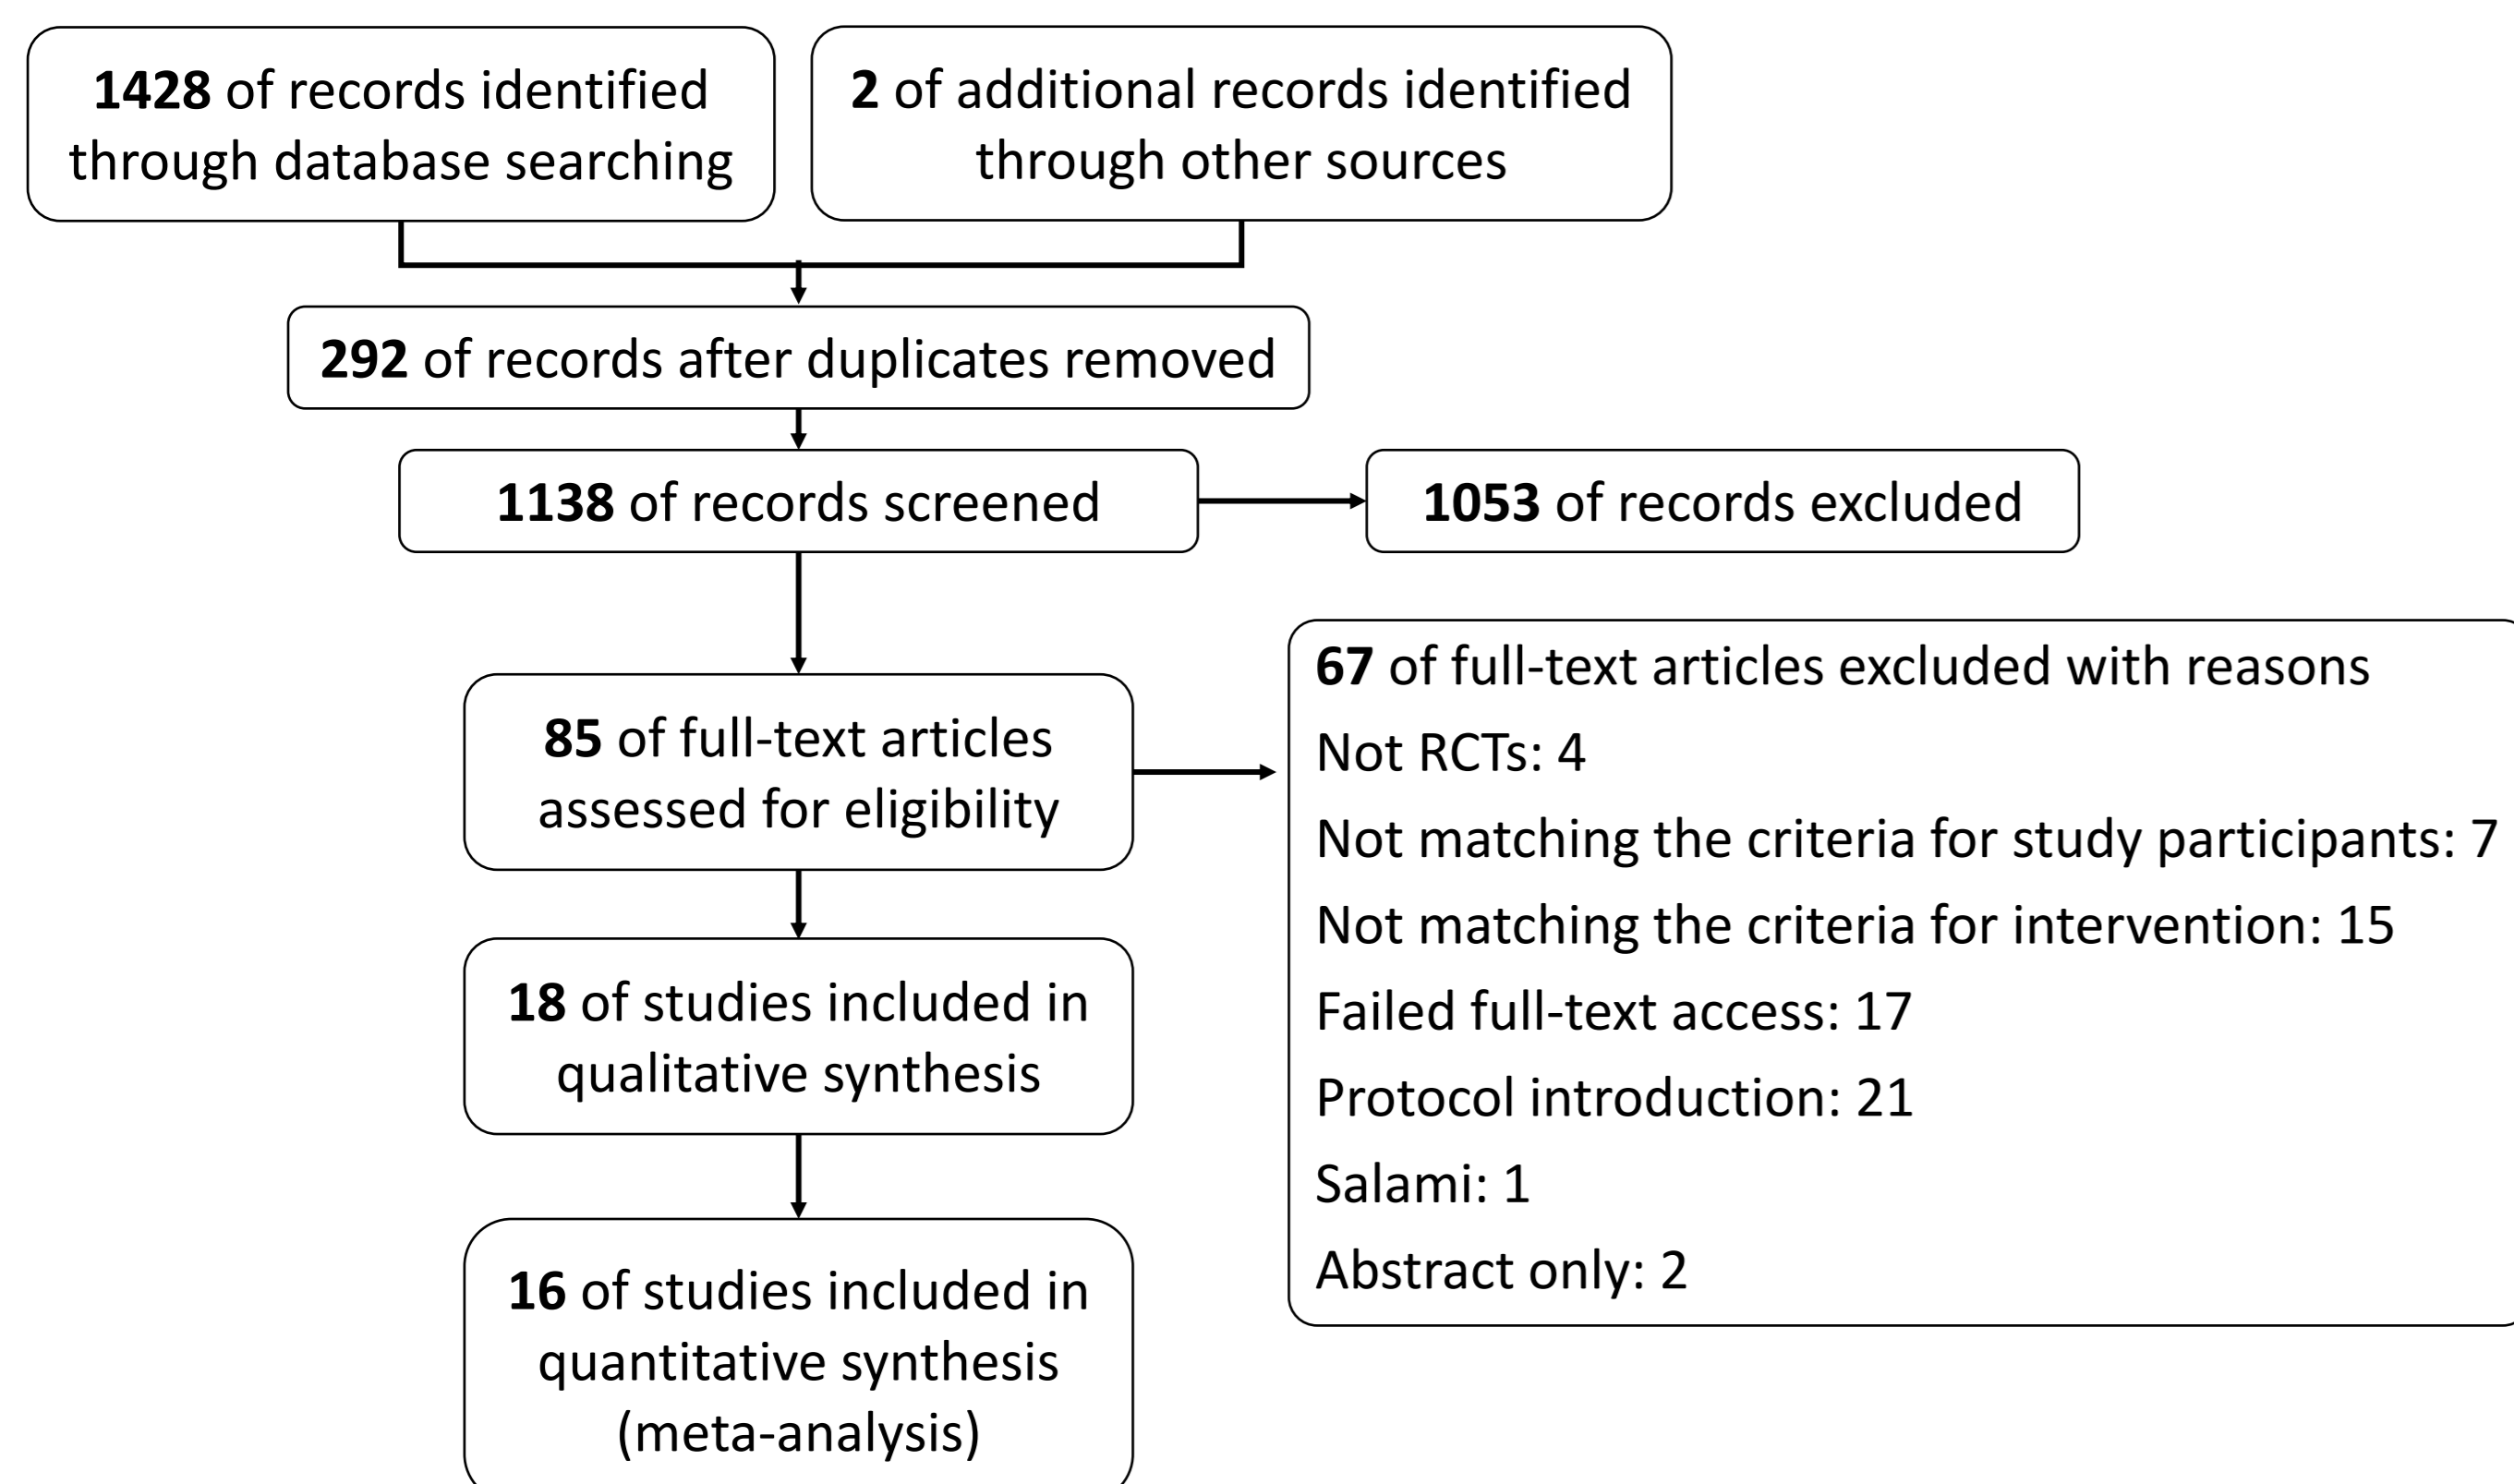 1428 of records identified
through database searching
2 of additional records identified
through other sources
292 of records after duplicates removed
1138 of records screened
1053 of records excluded
85 of full-text articles
assessed for eligibility
67 of full-text articles excluded with reasons
Not RCTs: 4
Not matching the criteria for study participants: 7
Not matching the criteria for intervention: 15
Failed full-text access: 17
Protocol introduction: 21
Salami: 1
Abstract only: 2
18 of studies included in
qualitative synthesis
16 of studies included in
quantitative synthesis
(meta-analysis)